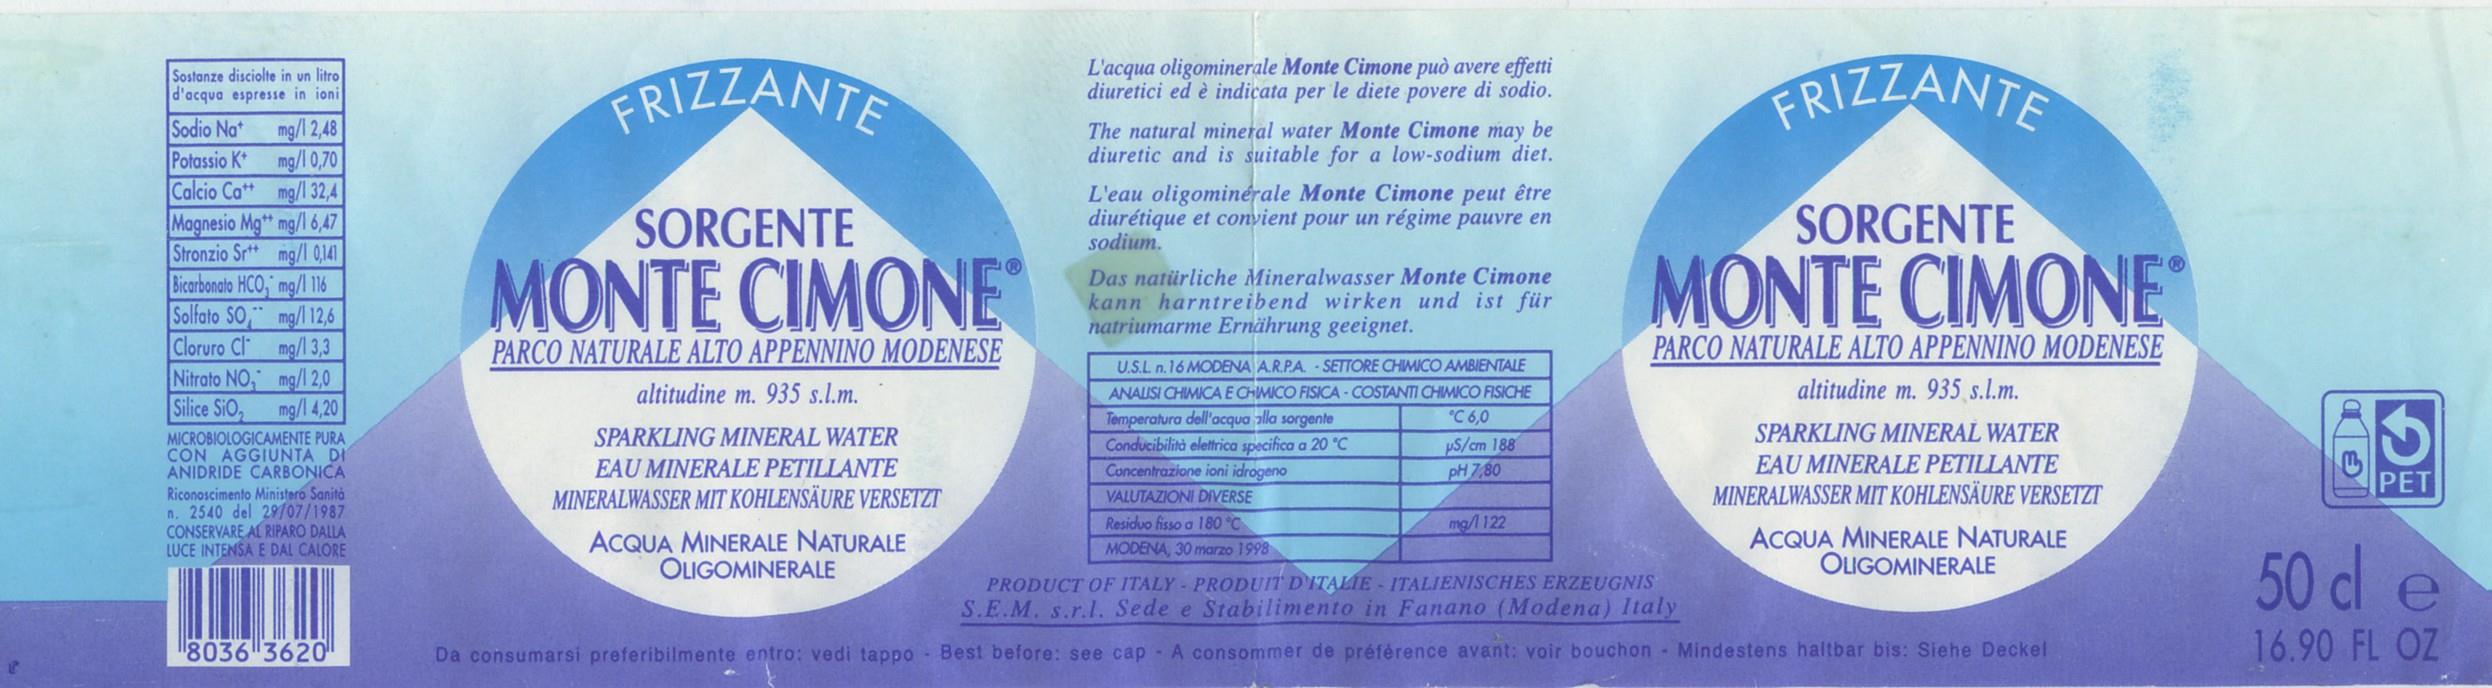 Sostanze disciolte in un litro
d'acqua espresse in ioni
Sodio Na⁺ mg/l 2,48
Potassio K⁺ mg/l 0,70
Calcio Ca⁺⁺ mg/l 32,4
Magnesio Mg⁺⁺ mg/l 6,47
Stronzio Sr⁺⁺ mg/l 0,141
Bicarbonato HCO₃⁻ mg/l 116
Solfato SO₄⁻⁻ mg/l 12,6
Cloruro Cl⁻ mg/l 3,3
Nitrato NO₃⁻ mg/l 2,0
Silice SiO₂ mg/l 4,20
MICROBIOLOGICAMENTE PURA
CON AGGIUNTA DI
ANIDRIDE CARBONICA
Riconoscimento Ministero Sanità
n. 2540 del 29/07/1987
CONSERVARE AL RIPARO DALLA
LUCE INTENSA E DAL CALORE
8036 3620
FRIZZANTE
SORGENTE
MONTE CIMONE®
PARCO NATURALE ALTO APPENNINO MODENESE
altitudine m. 935 s.l.m.
SPARKLING MINERAL WATER
EAU MINERALE PETILLANTE
MINERALWASSER MIT KOHLENSÄURE VERSETZT
ACQUA MINERALE NATURALE
OLIGOMINERALE
L'acqua oligominerale Monte Cimone può avere effetti
diuretici ed è indicata per le diete povere di sodio.
The natural mineral water Monte Cimone may be
diuretic and is suitable for a low-sodium diet.
L'eau oligominérale Monte Cimone peut être
diurétique et convient pour un régime pauvre en
sodium.
Das natürliche Mineralwasser Monte Cimone
kann harntreibend wirken und ist für
natriumarme Ernährung geeignet.
U.S.L. n.16 MODENA A.R.P.A. - SETTORE CHIMICO AMBIENTALE
ANALISI CHIMICA E CHIMICO FISICA - COSTANTI CHIMICO FISICHE
Temperatura dell'acqua alla sorgente °C 6,0
Conducibilità elettrica specifica a 20 °C µS/cm 188
Concentrazione ioni idrogeno pH 7,80
VALUTAZIONI DIVERSE
Residuo fisso a 180 °C mg/l 122
MODENA, 30 marzo 1998
PRODUCT OF ITALY - PRODUIT D'ITALIE - ITALIENISCHES ERZEUGNIS
S.E.M. s.r.l. Sede e Stabilimento in Fanano (Modena) Italy
Da consumarsi preferibilmente entro: vedi tappo - Best before: see cap - A consommer de préférence avant: voir bouchon - Mindestens haltbar bis: Siehe Deckel
FRIZZANTE
SORGENTE
MONTE CIMONE®
PARCO NATURALE ALTO APPENNINO MODENESE
altitudine m. 935 s.l.m.
SPARKLING MINERAL WATER
EAU MINERALE PETILLANTE
MINERALWASSER MIT KOHLENSÄURE VERSETZT
ACQUA MINERALE NATURALE
OLIGOMINERALE
PET
50 cl e
16.90 FL OZ